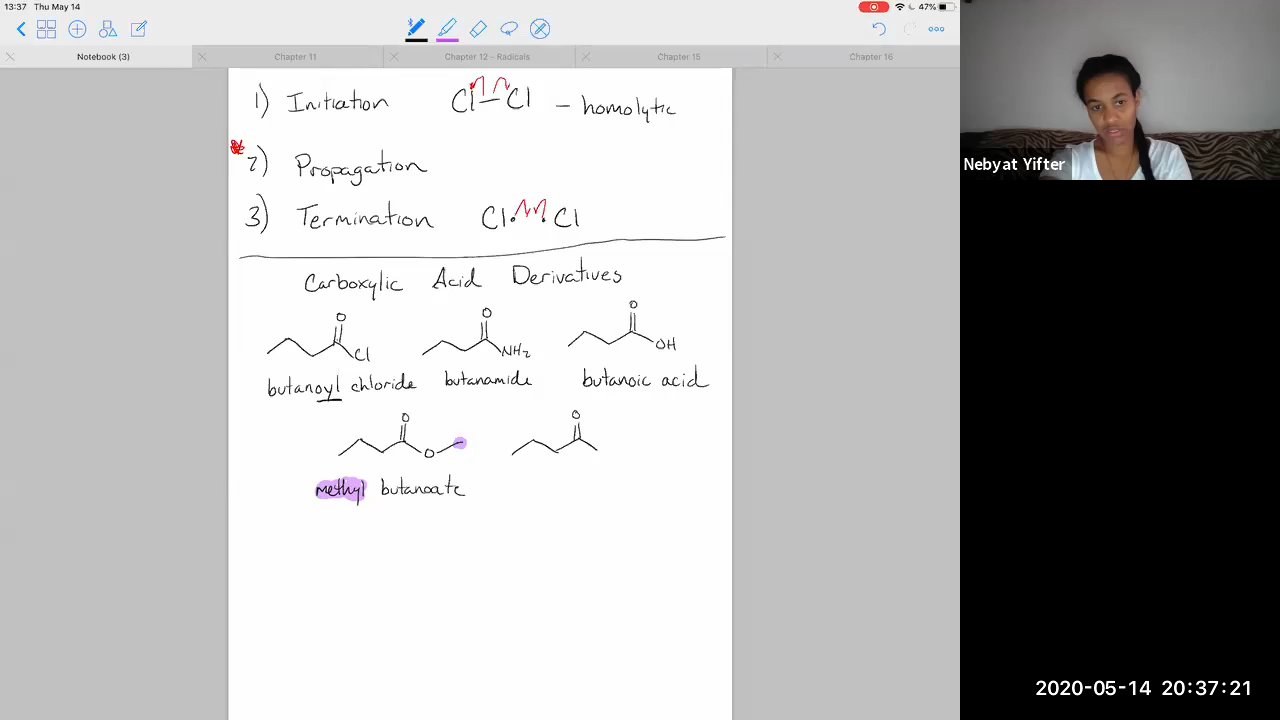 13:37 Thu May 14
47%
Notebook (3)
Chapter 11
Chapter 12 – Radicals
Chapter 15
Chapter 16
1) Initiation Cl—Cl – homolytic
2) Propagation
3) Termination Cl· ·Cl
Carboxylic Acid Derivatives
O O O
Cl NH2 OH
butanoyl chloride butanamide butanoic acid
O O
O
methyl butanoate
Nebyat Yifter
2020-05-14 20:37:21